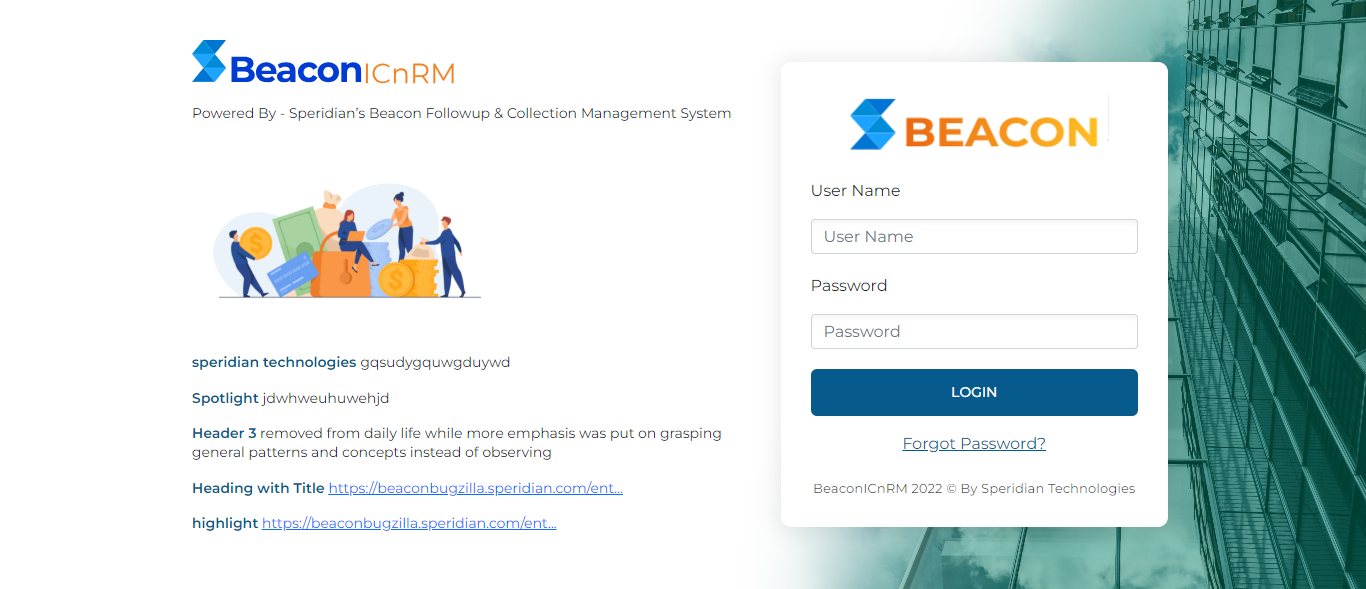 BeaconICnRM
Powered By - Speridian’s Beacon Followup & Collection Management System
speridian technologies gqsudygquwgduywd
Spotlight jdwhweuhuwehjd
Header 3 removed from daily life while more emphasis was put on grasping
general patterns and concepts instead of observing
Heading with Title https://beaconbugzilla.speridian.com/ent...
highlight https://beaconbugzilla.speridian.com/ent...
BEACON
User Name
User Name
Password
Password
LOGIN
Forgot Password?
BeaconICnRM 2022 © By Speridian Technologies